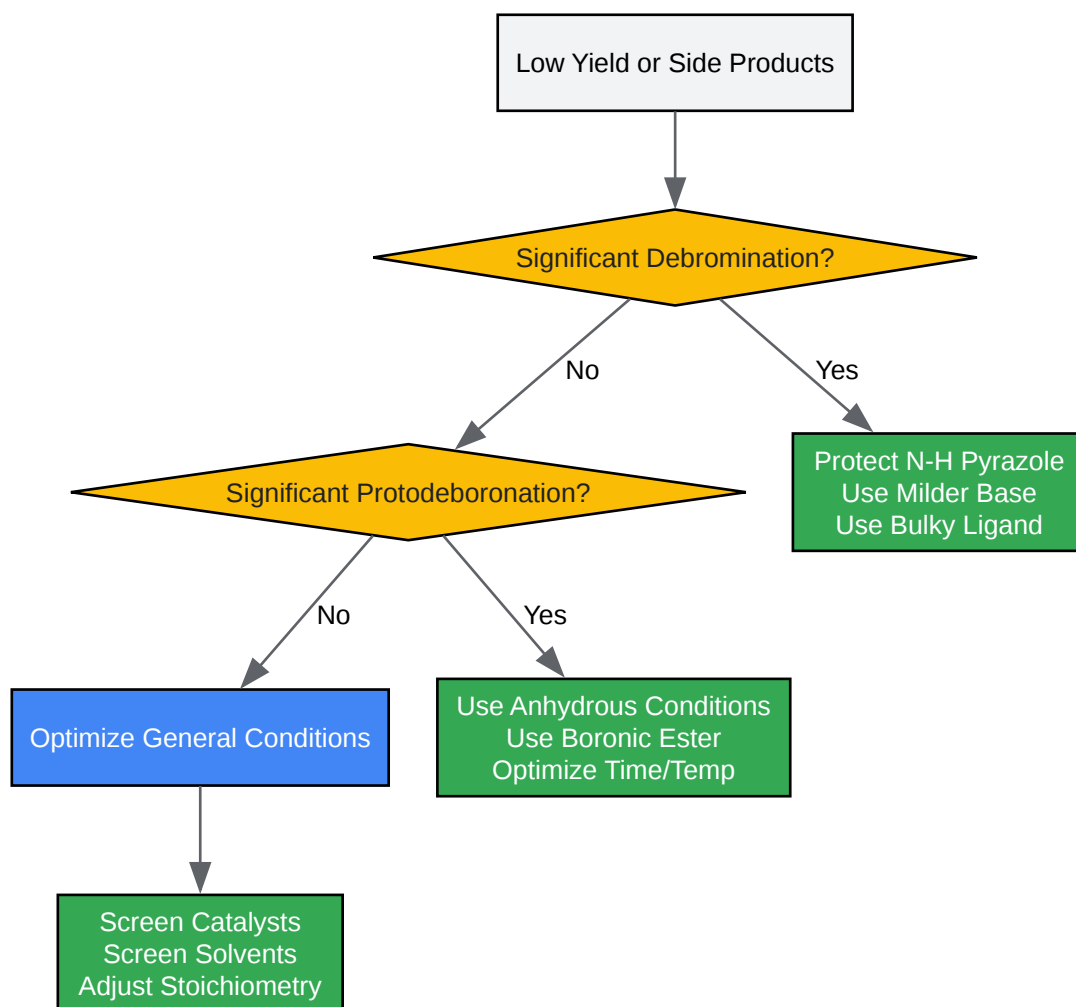 Low Yield or Side Products
Significant Debromination?
No
Yes
Significant Protodeboronation?
Protect N-H Pyrazole
Use Milder Base
Use Bulky Ligand
No
Yes
Optimize General Conditions
Use Anhydrous Conditions
Use Boronic Ester
Optimize Time/Temp
Screen Catalysts
Screen Solvents
Adjust Stoichiometry